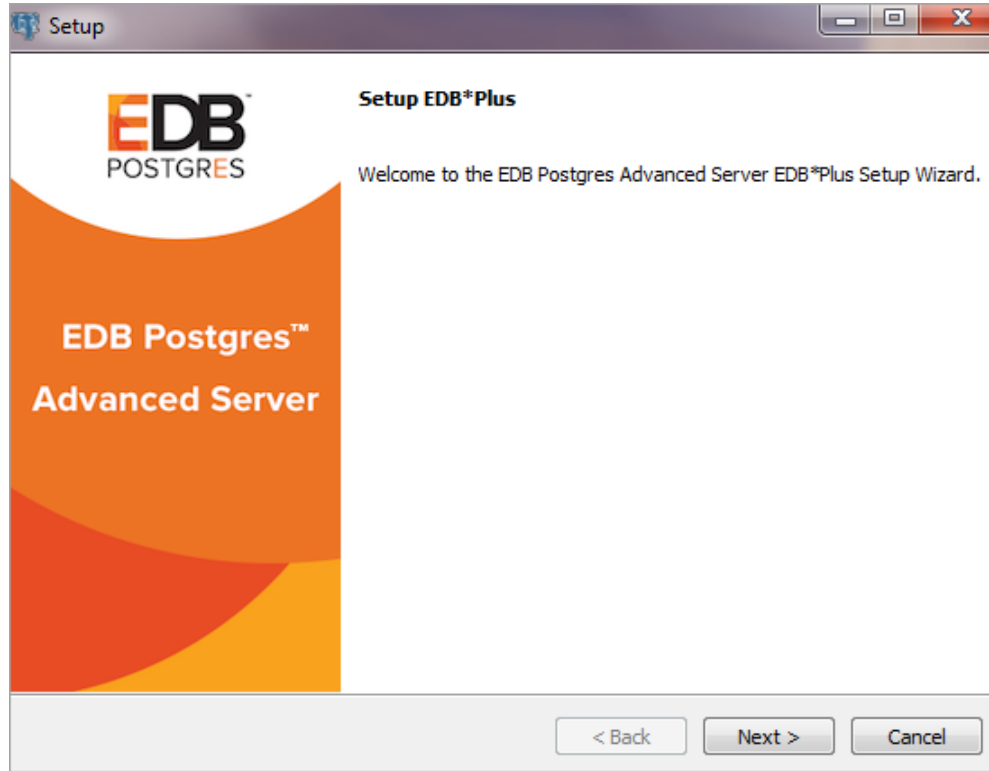 Setup
EDB™
POSTGRES
EDB Postgres™
Advanced Server
Setup EDB*Plus
Welcome to the EDB Postgres Advanced Server EDB*Plus Setup Wizard.
< Back
Next >
Cancel